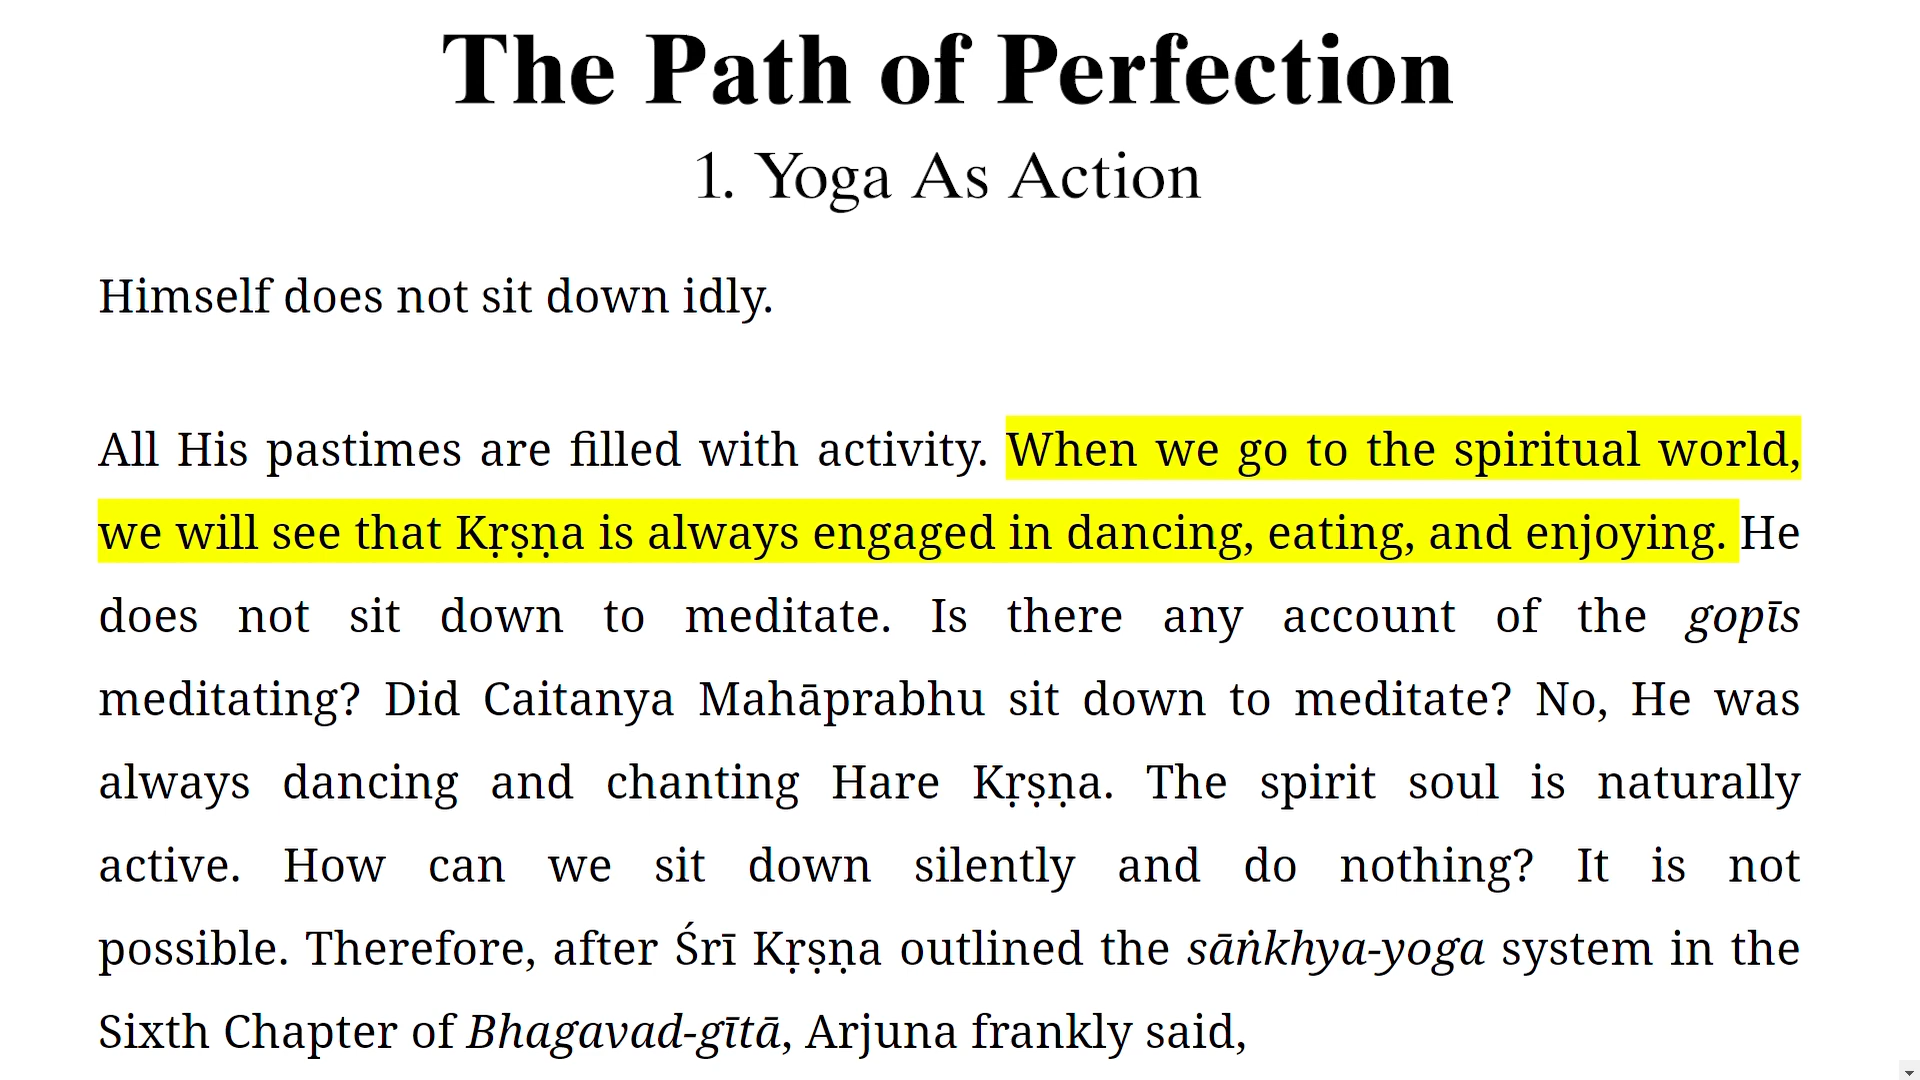 The Path of Perfection
1. Yoga As Action
Himself does not sit down idly.
All His pastimes are filled with activity. When we go to the spiritual world,
we will see that Kṛṣṇa is always engaged in dancing, eating, and enjoying. He
does not sit down to meditate. Is there any account of the gopīs
meditating? Did Caitanya Mahāprabhu sit down to meditate? No, He was
always dancing and chanting Hare Kṛṣṇa. The spirit soul is naturally
active. How can we sit down silently and do nothing? It is not
possible. Therefore, after Śrī Kṛṣṇa outlined the sāṅkhya-yoga system in the
Sixth Chapter of Bhagavad-gītā, Arjuna frankly said,